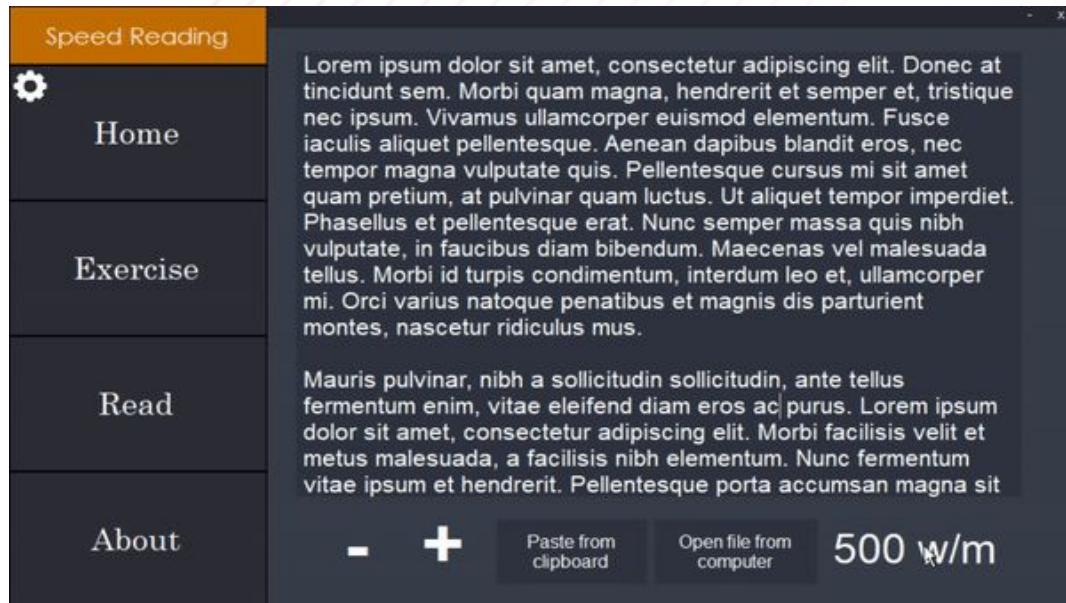 Speed Reading
- x
Home
Exercise
Read
About
Lorem ipsum dolor sit amet, consectetur adipiscing elit. Donec at
tincidunt sem. Morbi quam magna, hendrerit et semper et, tristique
nec ipsum. Vivamus ullamcorper euismod elementum. Fusce
iaculis aliquet pellentesque. Aenean dapibus blandit eros, nec
tempor magna vulputate quis. Pellentesque cursus mi sit amet
quam pretium, at pulvinar quam luctus. Ut aliquet tempor imperdiet.
Phasellus et pellentesque erat. Nunc semper massa quis nibh
vulputate, in faucibus diam bibendum. Maecenas vel malesuada
tellus. Morbi id turpis condimentum, interdum leo et, ullamcorper
mi. Orci varius natoque penatibus et magnis dis parturient
montes, nascetur ridiculus mus.
Mauris pulvinar, nibh a sollicitudin sollicitudin, ante tellus
fermentum enim, vitae eleifend diam eros ac purus. Lorem ipsum
dolor sit amet, consectetur adipiscing elit. Morbi facilisis velit et
metus malesuada, a facilisis nibh elementum. Nunc fermentum
vitae ipsum et hendrerit. Pellentesque porta accumsan magna sit
- +
Paste from
clipboard
Open file from
computer
500 w/m